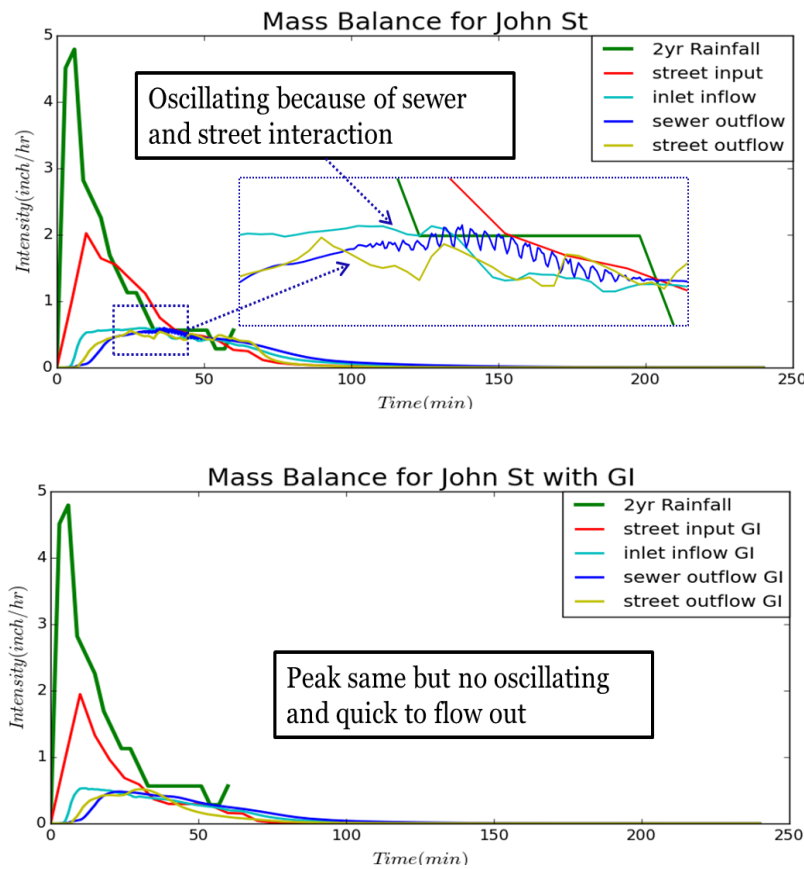 Mass Balance for John St
5
4
3
2
1
0
Intensity(inch/hr)
2yr Rainfall
street input
inlet inflow
sewer outflow
street outflow
Oscillating because of sewer
and street interaction
0
50
100
150
200
250
Time(min)
Mass Balance for John St with GI
5
4
3
2
1
0
Intensity(inch/hr)
2yr Rainfall
street input GI
inlet inflow GI
sewer outflow GI
street outflow GI
Peak same but no oscillating
and quick to flow out
0
50
100
150
200
250
Time(min)